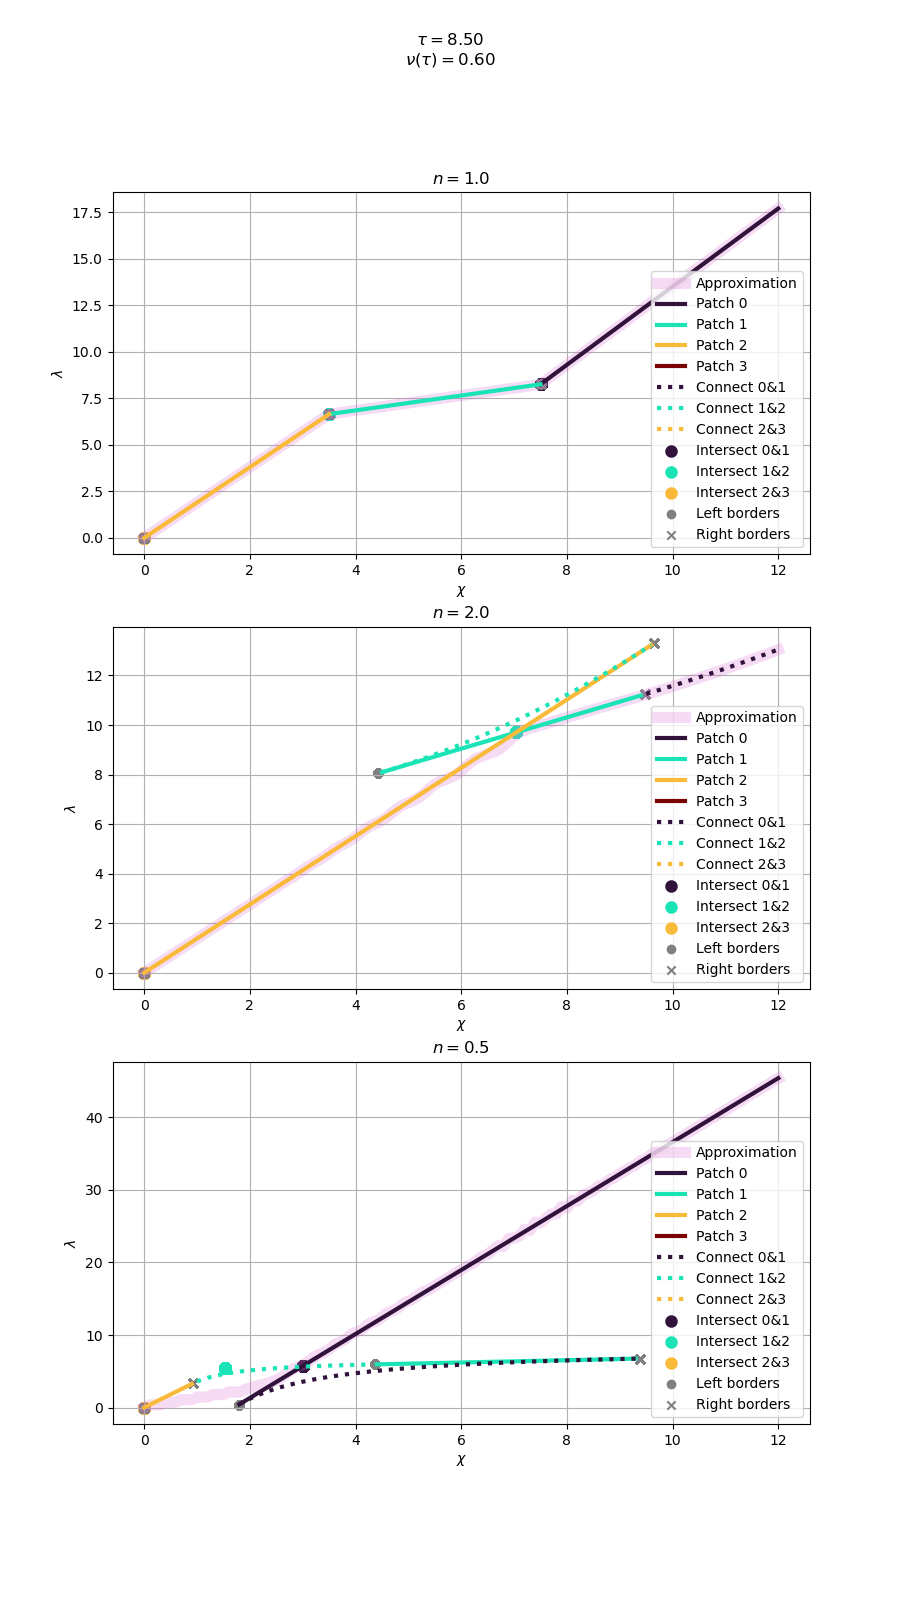 τ = 8.50
ν(τ) = 0.60
n = 1.0
17.5
15.0
12.5
10.0
7.5
5.0
2.5
0.0
λ
Approximation
Patch 0
Patch 1
Patch 2
Patch 3
Connect 0&1
Connect 1&2
Connect 2&3
Intersect 0&1
Intersect 1&2
Intersect 2&3
Left borders
Right borders
0 2 4 6 8 10 12
χ
n = 2.0
12
10
8
6
4
2
0
λ
Approximation
Patch 0
Patch 1
Patch 2
Patch 3
Connect 0&1
Connect 1&2
Connect 2&3
Intersect 0&1
Intersect 1&2
Intersect 2&3
Left borders
Right borders
0 2 4 6 8 10 12
χ
n = 0.5
40
30
20
10
0
λ
Approximation
Patch 0
Patch 1
Patch 2
Patch 3
Connect 0&1
Connect 1&2
Connect 2&3
Intersect 0&1
Intersect 1&2
Intersect 2&3
Left borders
Right borders
0 2 4 6 8 10 12
χ